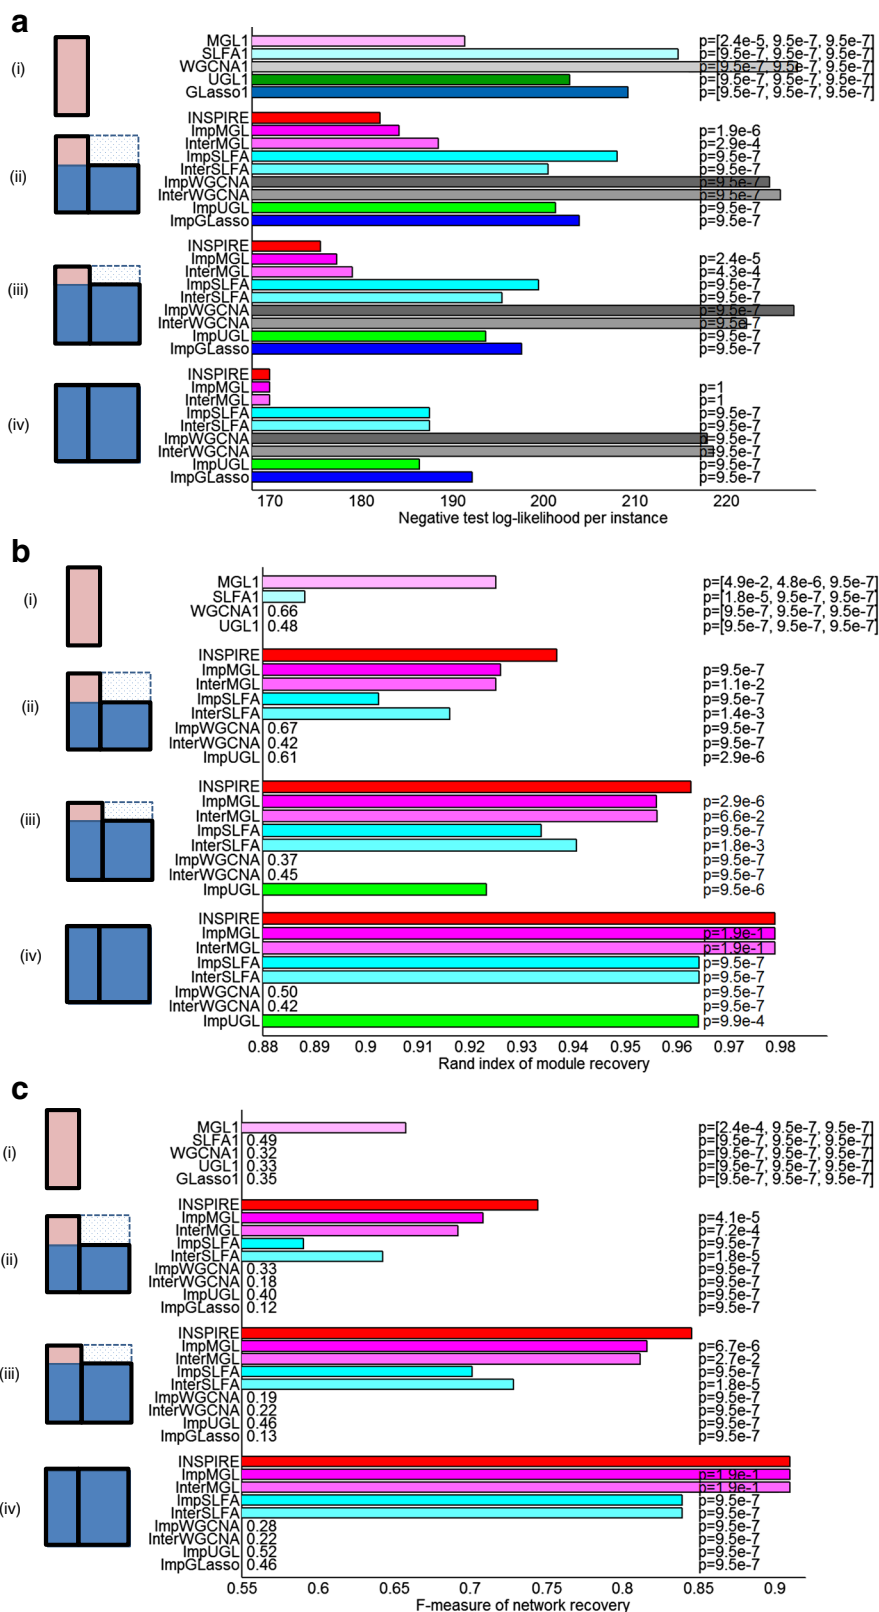 a
(i)
MGL1 p=[2.4e-5, 9.5e-7, 9.5e-7]
SLFA1 p=[9.5e-7, 9.5e-7, 9.5e-7]
WGCNA1 p=[9.5e-7, 9.5e-7, 9.5e-7]
UGL1 p=[9.5e-7, 9.5e-7, 9.5e-7]
GLasso1 p=[9.5e-7, 9.5e-7, 9.5e-7]
(ii)
INSPIRE
ImpMGL p=1.9e-6
InterMGL p=2.9e-4
ImpSLFA p=9.5e-7
InterSLFA p=9.5e-7
ImpWGCNA p=9.5e-7
InterWGCNA p=9.5e-7
ImpUGL p=9.5e-7
ImpGLasso p=9.5e-7
(iii)
INSPIRE
ImpMGL p=2.4e-5
InterMGL p=4.3e-4
ImpSLFA p=9.5e-7
InterSLFA p=9.5e-7
ImpWGCNA p=9.5e-7
InterWGCNA p=9.5e-7
ImpUGL p=9.5e-7
ImpGLasso p=9.5e-7
(iv)
INSPIRE
ImpMGL p=1
InterMGL p=1
ImpSLFA p=9.5e-7
InterSLFA p=9.5e-7
ImpWGCNA p=9.5e-7
InterWGCNA p=9.5e-7
ImpUGL p=9.5e-7
ImpGLasso p=9.5e-7
170 180 190 200 210 220
Negative test log-likelihood per instance
b
(i)
MGL1 p=[4.9e-2, 4.8e-6, 9.5e-7]
SLFA1 p=[1.8e-5, 9.5e-7, 9.5e-7]
WGCNA1 0.66 p=[9.5e-7, 9.5e-7, 9.5e-7]
UGL1 0.48 p=[9.5e-7, 9.5e-7, 9.5e-7]
(ii)
INSPIRE
ImpMGL p=9.5e-7
InterMGL p=1.1e-2
ImpSLFA p=9.5e-7
InterSLFA p=1.4e-3
ImpWGCNA 0.67 p=9.5e-7
InterWGCNA 0.42 p=9.5e-7
ImpUGL 0.61 p=2.9e-6
(iii)
INSPIRE
ImpMGL p=2.9e-6
InterMGL p=6.6e-2
ImpSLFA p=9.5e-7
InterSLFA p=1.8e-3
ImpWGCNA 0.37 p=9.5e-7
InterWGCNA 0.45 p=9.5e-7
ImpUGL p=9.5e-6
(iv)
INSPIRE
ImpMGL p=1.9e-1
InterMGL p=1.9e-1
ImpSLFA p=9.5e-7
InterSLFA p=9.5e-7
ImpWGCNA 0.50 p=9.5e-7
InterWGCNA 0.42 p=9.5e-7
ImpUGL p=9.9e-4
0.88 0.89 0.9 0.91 0.92 0.93 0.94 0.95 0.96 0.97 0.98
Rand index of module recovery
c
(i)
MGL1 p=[2.4e-4, 9.5e-7, 9.5e-7]
SLFA1 0.49 p=[9.5e-7, 9.5e-7, 9.5e-7]
WGCNA1 0.32 p=[9.5e-7, 9.5e-7, 9.5e-7]
UGL1 0.33 p=[9.5e-7, 9.5e-7, 9.5e-7]
GLasso1 0.35 p=[9.5e-7, 9.5e-7, 9.5e-7]
(ii)
INSPIRE
ImpMGL p=4.1e-5
InterMGL p=7.2e-4
ImpSLFA p=9.5e-7
InterSLFA p=1.8e-5
ImpWGCNA 0.33 p=9.5e-7
InterWGCNA 0.18 p=9.5e-7
ImpUGL 0.40 p=9.5e-7
ImpGLasso 0.12 p=9.5e-7
(iii)
INSPIRE
ImpMGL p=6.7e-6
InterMGL p=2.7e-2
ImpSLFA p=9.5e-7
InterSLFA p=1.8e-5
ImpWGCNA 0.19 p=9.5e-7
InterWGCNA 0.22 p=9.5e-7
ImpUGL 0.46 p=9.5e-7
ImpGLasso 0.13 p=9.5e-7
(iv)
INSPIRE
ImpMGL p=1.9e-1
InterMGL p=1.9e-1
ImpSLFA p=9.5e-7
InterSLFA p=9.5e-7
ImpWGCNA 0.28 p=9.5e-7
InterWGCNA 0.22 p=9.5e-7
ImpUGL 0.52 p=9.5e-7
ImpGLasso 0.46 p=9.5e-7
0.55 0.6 0.65 0.7 0.75 0.8 0.85 0.9
F-measure of network recovery